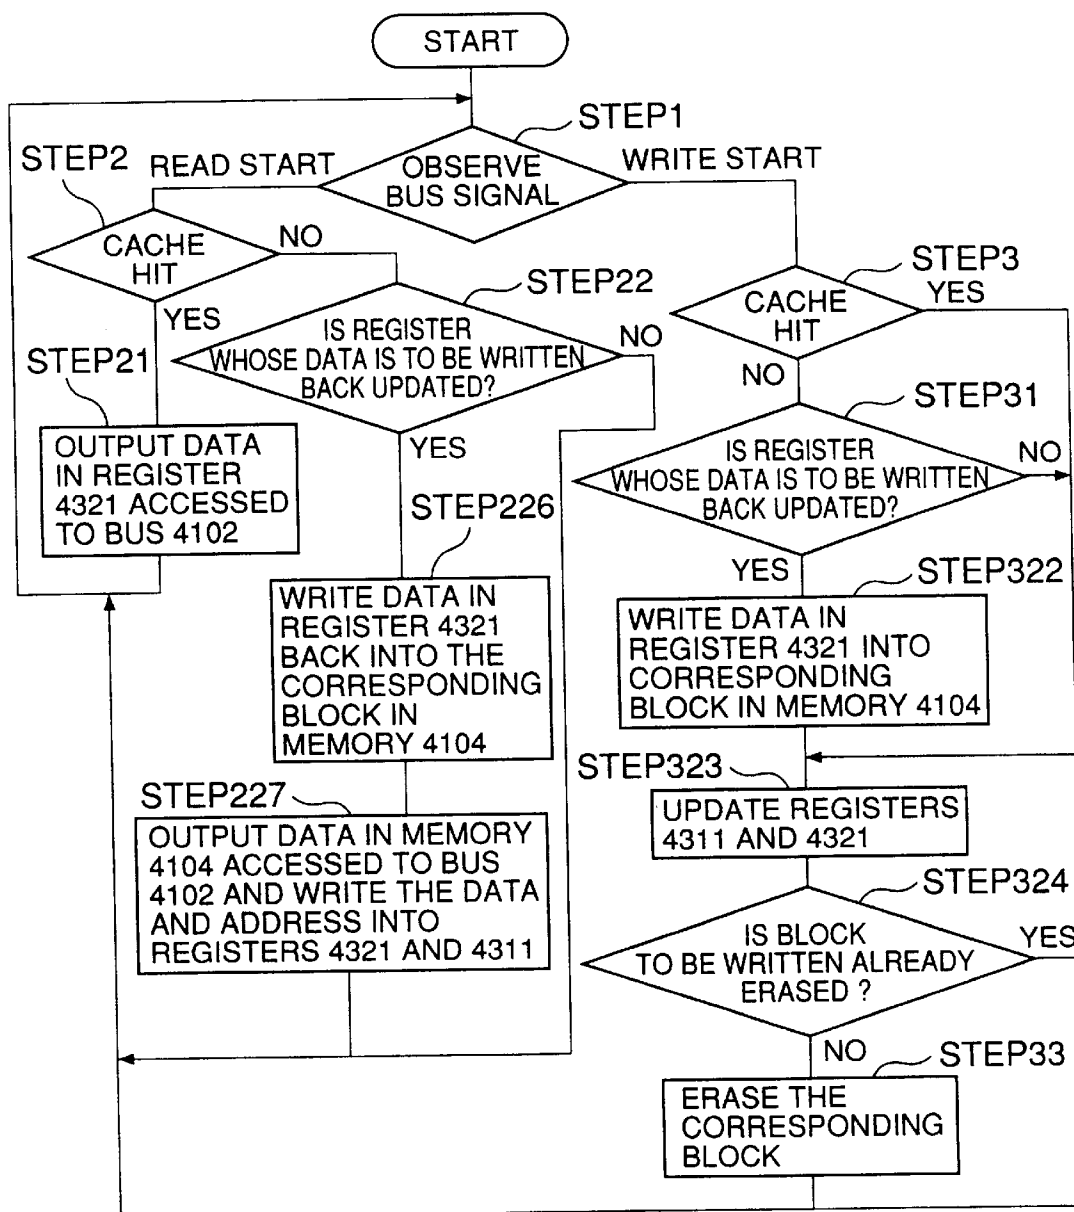 START
STEP1
OBSERVE
BUS SIGNAL
READ START
WRITE START
STEP2
CACHE
HIT
NO
YES
STEP22
IS REGISTER
WHOSE DATA IS TO BE WRITTEN
BACK UPDATED?
NO
YES
STEP21
OUTPUT DATA
IN REGISTER
4321 ACCESSED
TO BUS 4102
STEP226
WRITE DATA IN
REGISTER 4321
BACK INTO THE
CORRESPONDING
BLOCK IN
MEMORY 4104
STEP227
OUTPUT DATA IN MEMORY
4104 ACCESSED TO BUS
4102 AND WRITE THE DATA
AND ADDRESS INTO
REGISTERS 4321 AND 4311
STEP3
CACHE
HIT
YES
NO
STEP31
IS REGISTER
WHOSE DATA IS TO BE WRITTEN
BACK UPDATED?
NO
YES
STEP322
WRITE DATA IN
REGISTER 4321 INTO
CORRESPONDING
BLOCK IN MEMORY 4104
STEP323
UPDATE REGISTERS
4311 AND 4321
STEP324
IS BLOCK
TO BE WRITTEN ALREADY
ERASED ?
YES
NO
STEP33
ERASE THE
CORRESPONDING
BLOCK